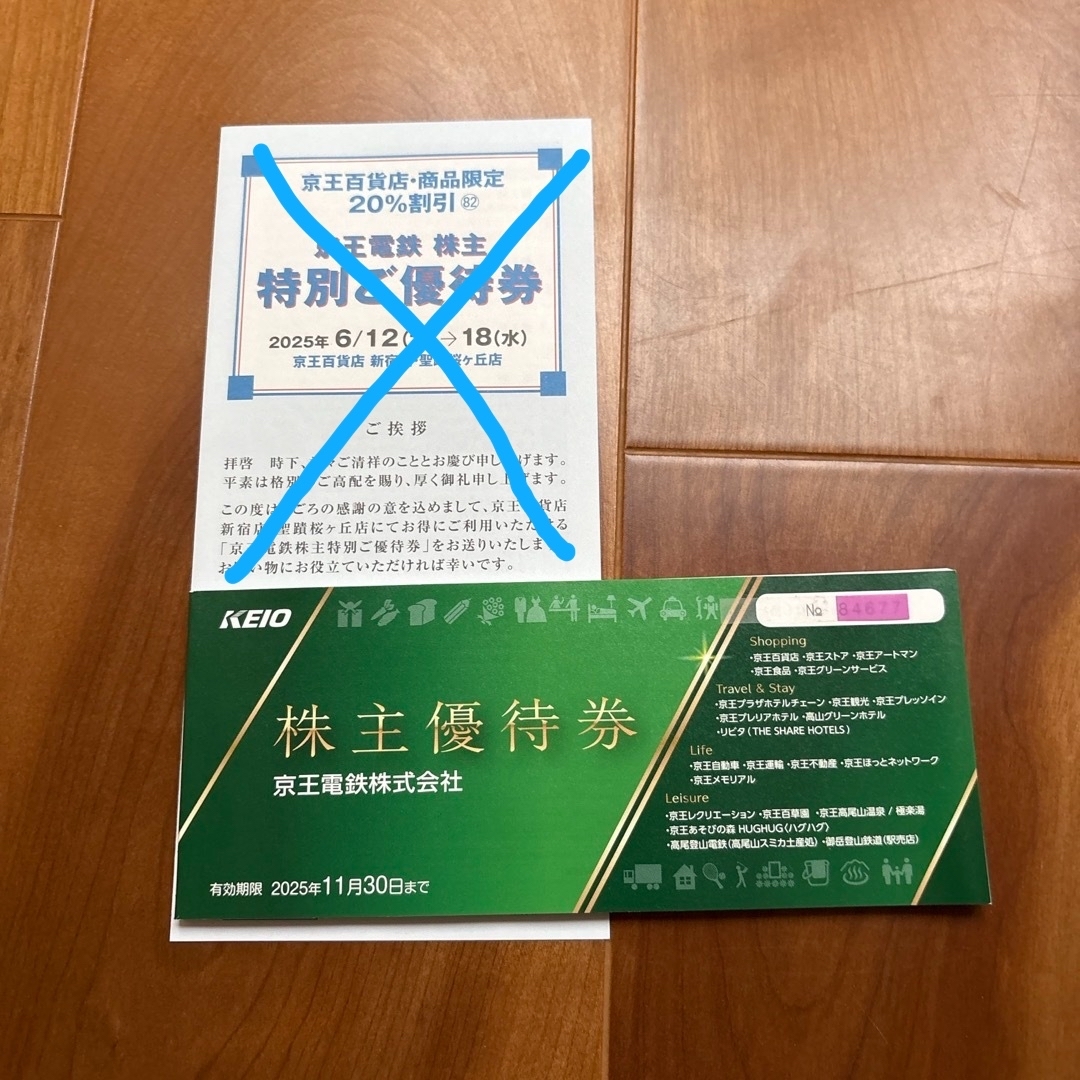 京王百貨店・商品限定
20%割引 82
京王電鉄 株主
特別ご優待券
2025年 6/12( →18(水)
京王百貨店 新宿 聖蹟桜ヶ丘店
ご挨拶
拝啓 時下、 々ご清祥のこととお慶び申し げます。
平素は格別 ご高配を賜り、厚く御礼申し上げます。
この度は ごろの感謝の意を込めまして、京王 貨店
新宿店 聖蹟桜ヶ丘店にてお得にご利用いただける
「京 電鉄株主特別ご優待券」をお送りいたしま
お い物にお役立ていただければ幸いです。
KEIO
No 84677
株主優待券
京王電鉄株式会社
有効期限 2025年11月30日まで
Shopping
・京王百貨店 ・京王ストア ・京王アートマン
・京王食品 ・京王グリーンサービス
Travel & Stay
・京王プラザホテルチェーン ・京王観光 ・京王プレッソイン
・京王プレリアホテル ・高山グリーンホテル
・リビタ(THE SHARE HOTELS)
Life
・京王自動車 ・京王運輸 ・京王不動産 ・京王ほっとネットワーク
・京王メモリアル
Leisure
・京王レクリエーション ・京王百草園 ・京王高尾山温泉 / 極楽湯
・京王あそびの森 HUGHUG〈ハグハグ〉
・高尾登山電鉄(高尾山スミカ土産処) ・御岳登山鉄道(駅売店)